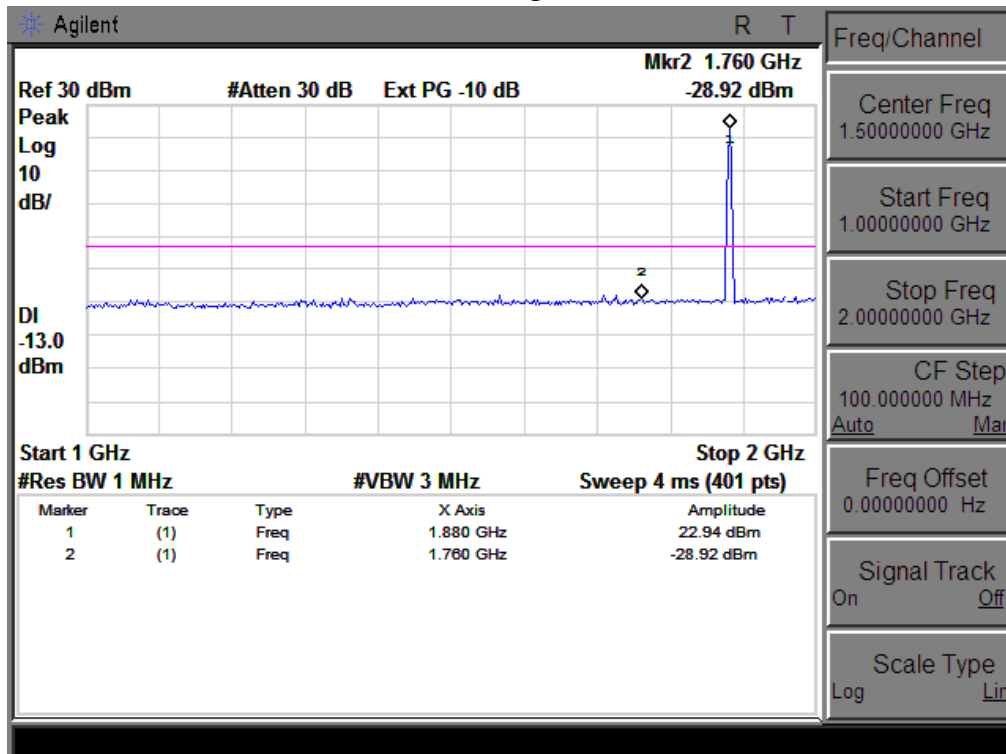 Agilent R T
Mkr2 1.760 GHz
Ref 30 dBm #Atten 30 dB Ext PG -10 dB -28.92 dBm
Peak
Log
10
dB/
1
2
DI
-13.0
dBm
Start 1 GHz Stop 2 GHz
#Res BW 1 MHz #VBW 3 MHz Sweep 4 ms (401 pts)
Marker Trace Type X Axis Amplitude
1 (1) Freq 1.880 GHz 22.94 dBm
2 (1) Freq 1.760 GHz -28.92 dBm
Freq/Channel
Center Freq
1.50000000 GHz
Start Freq
1.00000000 GHz
Stop Freq
2.00000000 GHz
CF Step
100.000000 MHz
Auto Mar
Freq Offset
0.00000000 Hz
Signal Track
On Off
Scale Type
Log Lin